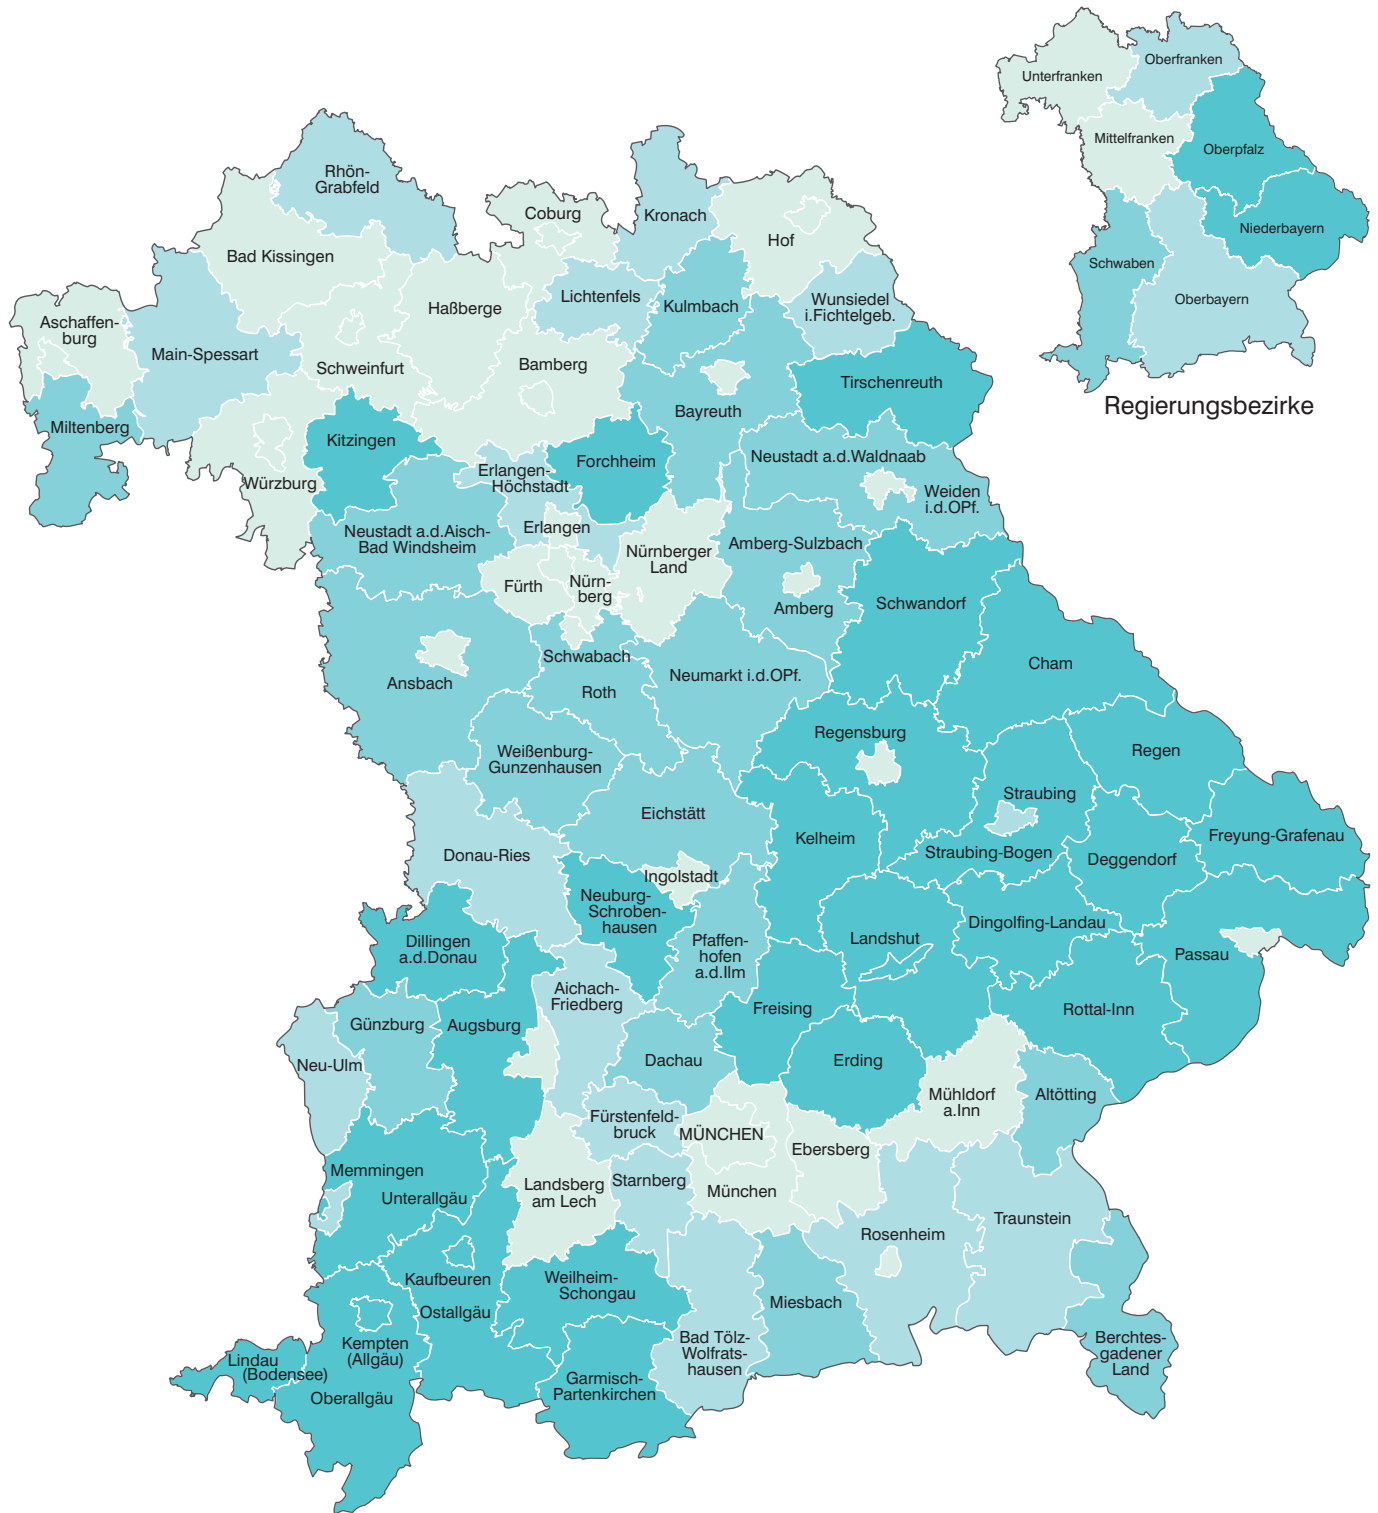 Unterfranken
Oberfranken
Mittelfranken
Oberpfalz
Niederbayern
Schwaben
Oberbayern
Regierungsbezirke
Rhön-
Grabfeld
Coburg
Kronach
Hof
Bad Kissingen
Lichtenfels
Kulmbach
Wunsiedel
i.Fichtelgeb.
Haßberge
Aschaffen-
burg
Main-Spessart
Schweinfurt
Bamberg
Tirschenreuth
Bayreuth
Miltenberg
Kitzingen
Forchheim
Neustadt a.d.Waldnaab
Erlangen-
Höchstadt
Würzburg
Weiden
i.d.OPf.
Neustadt a.d.Aisch-
Bad Windsheim
Erlangen
Nürnberger
Land
Amberg-Sulzbach
Fürth
Nürn-
berg
Amberg
Schwandorf
Schwabach
Cham
Ansbach
Roth
Neumarkt i.d.OPf.
Regensburg
Regen
Weißenburg-
Gunzenhausen
Straubing
Eichstätt
Kelheim
Freyung-Grafenau
Donau-Ries
Straubing-Bogen
Deggendorf
Ingolstadt
Neuburg-
Schroben-
hausen
Dingolfing-Landau
Dillingen
a.d.Donau
Pfaffen-
hofen
a.d.Ilm
Landshut
Passau
Aichach-
Friedberg
Freising
Rottal-Inn
Günzburg
Augsburg
Neu-Ulm
Dachau
Erding
Mühldorf
a.Inn
Altötting
Fürstenfeld-
bruck
MÜNCHEN
Ebersberg
Memmingen
Unterallgäu
Landsberg
am Lech
Starnberg
München
Traunstein
Rosenheim
Kaufbeuren
Weilheim-
Schongau
Ostallgäu
Miesbach
Kempten
(Allgäu)
Bad Tölz-
Wolfrats-
hausen
Berchtes-
gadener
Land
Lindau
(Bodensee)
Oberallgäu
Garmisch-
Partenkirchen